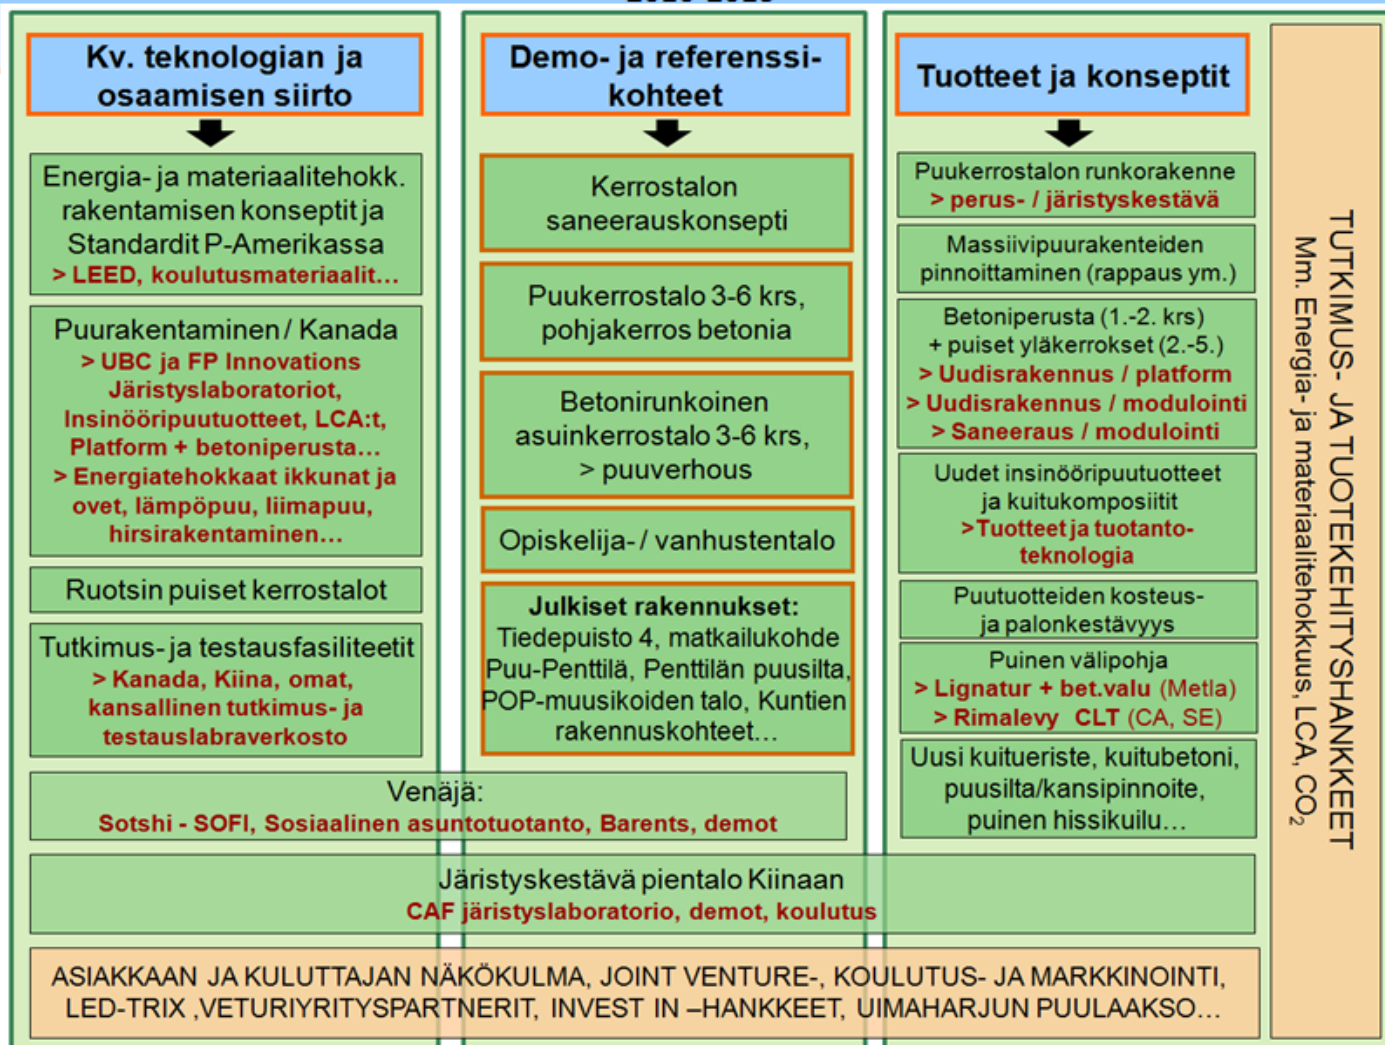 Kv. teknologian ja
osaamisen siirto
Energia- ja materiaalitehokk.
rakentamisen konseptit ja
Standardit P-Amerikassa
> LEED, koulutusmateriaalit...
Puurakentaminen / Kanada
> UBC ja FP Innovations
Järistyslaboratoriot,
Insinööripuutuotteet, LCA:t,
Platform + betoniperusta...
> Energiatehokkaat ikkunat ja
ovet, lämpöpuu, liimapuu,
hirsirakentaminen...
Ruotsin puiset kerrostalot
Tutkimus- ja testausfasiliteetit
> Kanada, Kiina, omat,
kansallinen tutkimus- ja
testauslabraverkosto
Demo- ja referenssi-
kohteet
Kerrostalon
saneerauskonsepti
Puukerrostalo 3-6 krs,
pohjakerros betonia
Betonirunkoinen
asuinkerrostalo 3-6 krs,
> puuverhous
Opiskelija- / vanhustentalo
Julkiset rakennukset:
Tiedepuisto 4, matkailukohde
Puu-Penttilä, Penttilän puusilta,
POP-muusikoiden talo, Kuntien
rakennuskohteet...
Tuotteet ja konseptit
Puukerrostalon runkorakenne
> perus- / järistyskestävä
Massiivipuurakenteiden
pinnoittaminen (rappaus ym.)
Betoniperusta (1.-2. krs)
+ puiset yläkerrokset (2.-5.)
> Uudisrakennus / platform
> Uudisrakennus / modulointi
> Saneeraus / modulointi
Uudet insinööripuutuotteet
ja kuitukomposiitit
> Tuotteet ja tuotanto-
teknologia
Puutuotteiden kosteus-
ja palonkestävyys
Puinen välipohja
> Lignatur + bet.valu (Metla)
> Rimalevy CLT (CA, SE)
Uusi kuitueriste, kuitubetoni,
puusilta/kansipinnoite,
puinen hissikuilu...
Venäjä:
Sotshi - SOFI, Sosiaalinen asuntotuotanto, Barents, demot
Järistyskestävä pientalo Kiinaan
CAF järistyslaboratorio, demot, koulutus
ASIAKKAAN JA KULUTTAJAN NÄKÖKULMA, JOINT VENTURE-, KOULUTUS- JA MARKKINOINTI,
LED-TRIX ,VETURIYRITYSPARTNERIT, INVEST IN –HANKKEET, UIMAHARJUN PUULAAKSO...
TUTKIMUS- JA TUOTEKEHITYSHANKKEET
Mm. Energia- ja materiaalitehokkuus, LCA, CO₂